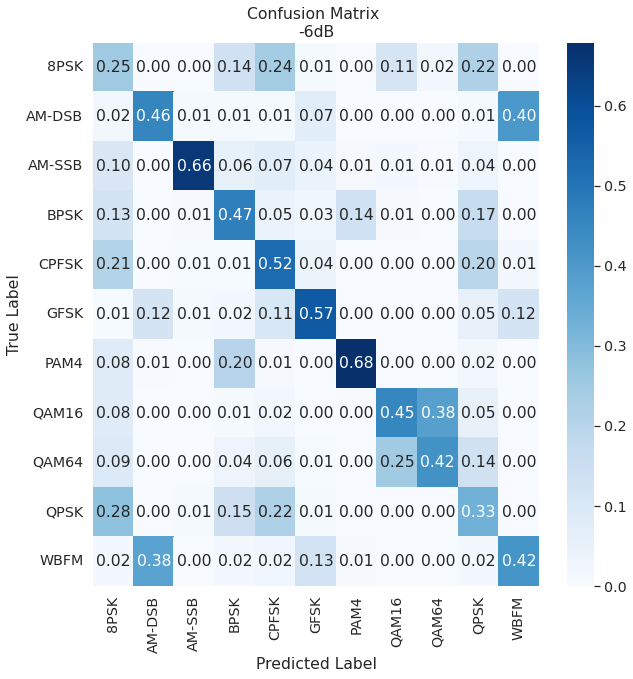 Confusion Matrix
-6dB
8PSK 0.25 0.00 0.00 0.14 0.24 0.01 0.00 0.11 0.02 0.22 0.00
AM-DSB 0.02 0.46 0.01 0.01 0.01 0.07 0.00 0.00 0.00 0.01 0.40
AM-SSB 0.10 0.00 0.66 0.06 0.07 0.04 0.01 0.01 0.01 0.04 0.00
BPSK 0.13 0.00 0.01 0.47 0.05 0.03 0.14 0.01 0.00 0.17 0.00
CPFSK 0.21 0.00 0.01 0.01 0.52 0.04 0.00 0.00 0.00 0.20 0.01
GFSK 0.01 0.12 0.01 0.02 0.11 0.57 0.00 0.00 0.00 0.05 0.12
PAM4 0.08 0.01 0.00 0.20 0.01 0.00 0.68 0.00 0.00 0.02 0.00
QAM16 0.08 0.00 0.00 0.01 0.02 0.00 0.00 0.45 0.38 0.05 0.00
QAM64 0.09 0.00 0.00 0.04 0.06 0.01 0.00 0.25 0.42 0.14 0.00
QPSK 0.28 0.00 0.01 0.15 0.22 0.01 0.00 0.00 0.00 0.33 0.00
WBFM 0.02 0.38 0.00 0.02 0.02 0.13 0.01 0.00 0.00 0.02 0.42
8PSK AM-DSB AM-SSB BPSK CPFSK GFSK PAM4 QAM16 QAM64 QPSK WBFM
Predicted Label
True Label
0.6
0.5
0.4
0.3
0.2
0.1
0.0